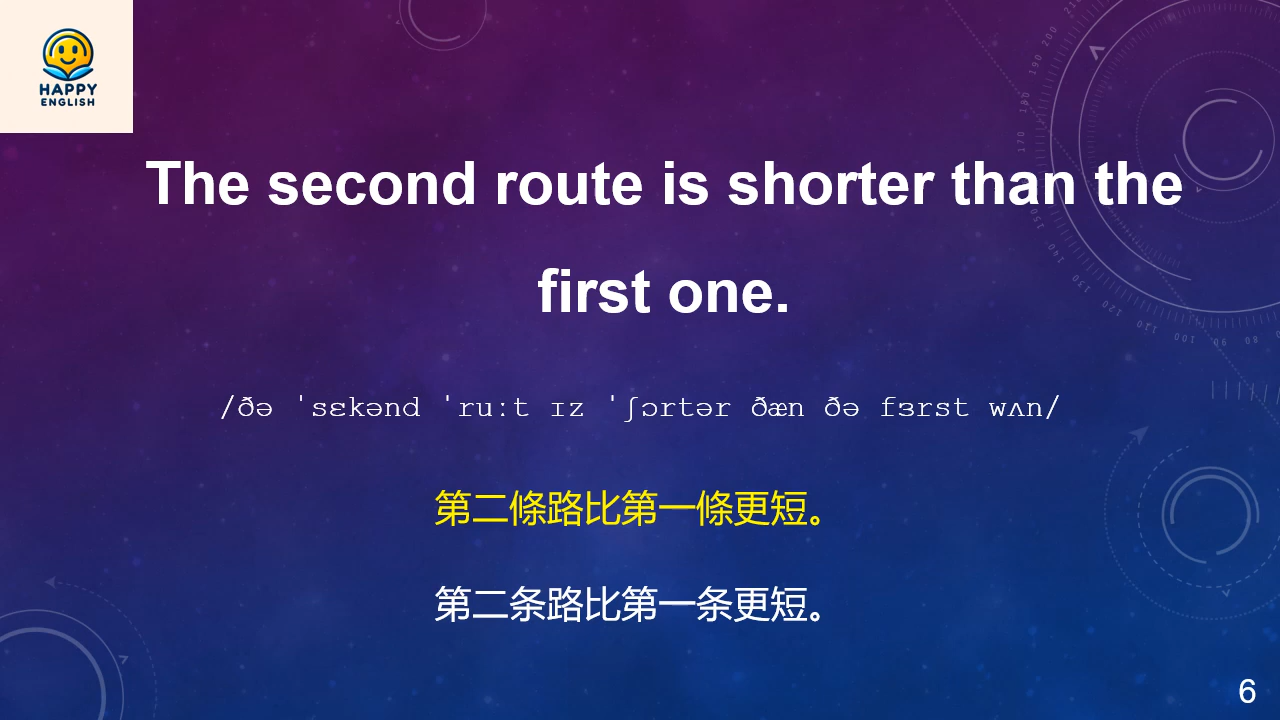 HAPPY
ENGLISH
The second route is shorter than the
first one.
/ðə ˈsɛkənd ˈruːt ɪz ˈʃɔrtər ðæn ðə fɜrst wʌn/
第二條路比第一條更短。
第二条路比第一条更短。
6